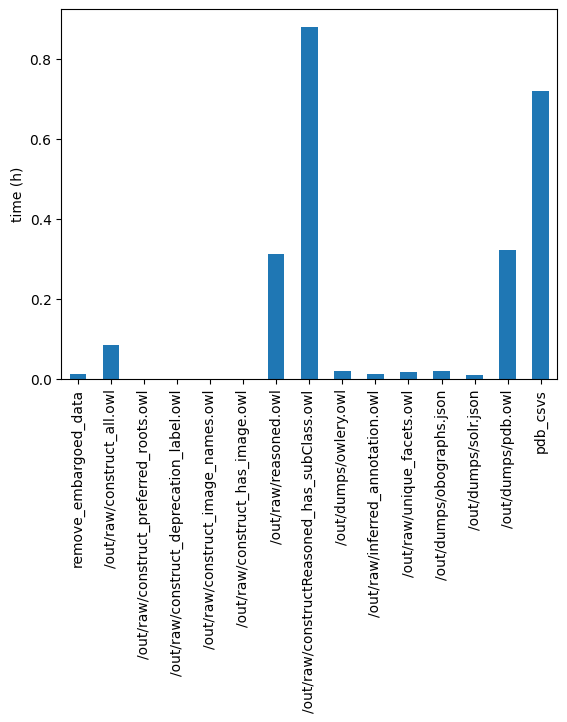 time (h)
0.8
0.6
0.4
0.2
0.0
remove_embargoed_data
/out/raw/construct_all.owl
/out/raw/construct_preferred_roots.owl
/out/raw/construct_deprecation_label.owl
/out/raw/construct_image_names.owl
/out/raw/construct_has_image.owl
/out/raw/reasoned.owl
/out/raw/constructReasoned_has_subClass.owl
/out/dumps/owlery.owl
/out/raw/inferred_annotation.owl
/out/raw/unique_facets.owl
/out/dumps/obographs.json
/out/dumps/solr.json
/out/dumps/pdb.owl
pdb_csvs